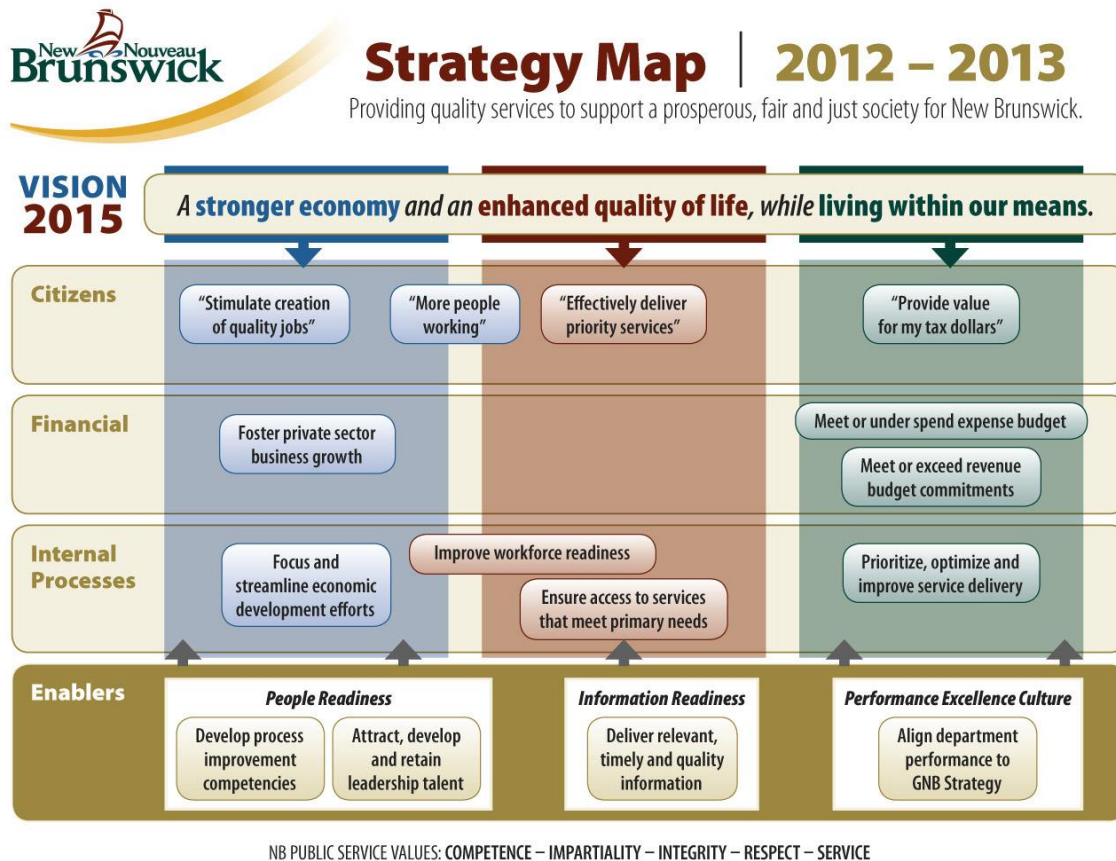 New Nouveau
Brunswick
Strategy Map | 2012 – 2013
Providing quality services to support a prosperous, fair and just society for New Brunswick.
VISION
2015
A stronger economy and an enhanced quality of life, while living within our means.
Citizens
“Stimulate creation
of quality jobs”
“More people
working”
“Effectively deliver
priority services”
“Provide value
for my tax dollars”
Financial
Foster private sector
business growth
Meet or under spend expense budget
Meet or exceed revenue
budget commitments
Internal
Processes
Focus and
streamline economic
development efforts
Improve workforce readiness
Ensure access to services
that meet primary needs
Prioritize, optimize and
improve service delivery
Enablers
People Readiness
Develop process
improvement
competencies
Attract, develop
and retain
leadership talent
Information Readiness
Deliver relevant,
timely and quality
information
Performance Excellence Culture
Align department
performance to
GNB Strategy
NB PUBLIC SERVICE VALUES: COMPETENCE – IMPARTIALITY – INTEGRITY – RESPECT – SERVICE